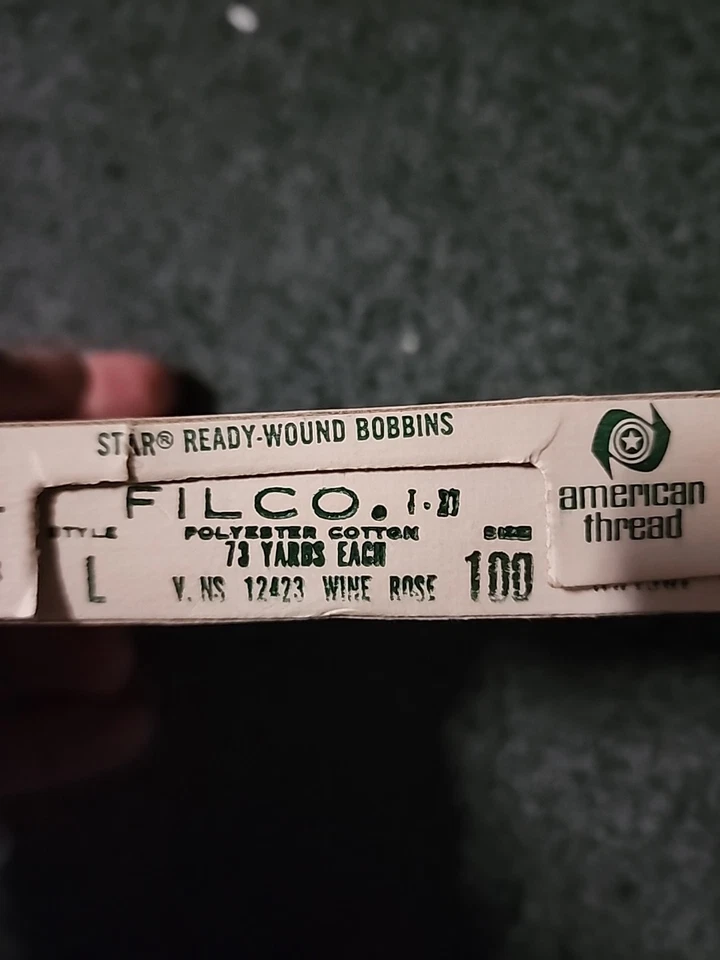 STAR® READY-WOUND BOBBINS
american
thread
FILCO.
STYLE
POLYESTER COTTON
SIZE
73 YARDS EACH
L
V. NS 12423 WINE ROSE
100